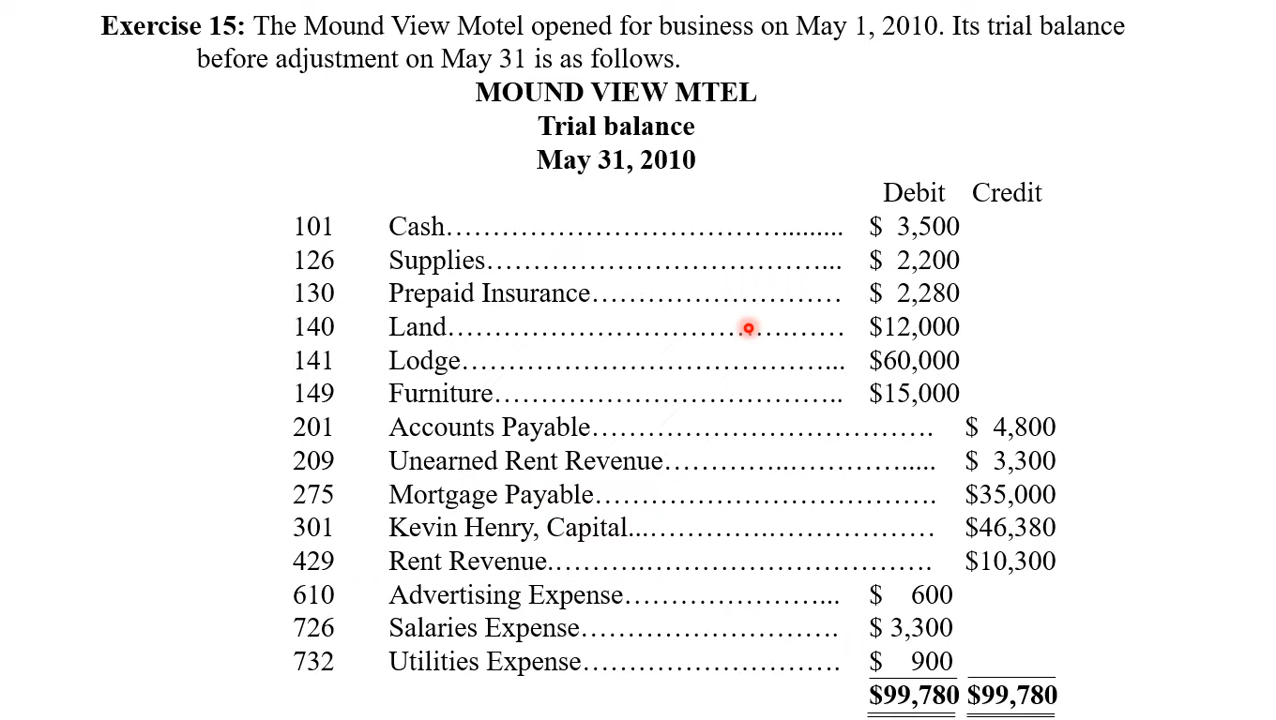 Exercise 15: The Mound View Motel opened for business on May 1, 2010. Its trial balance
before adjustment on May 31 is as follows.
MOUND VIEW MTEL
Trial balance
May 31, 2010
Debit Credit
101 Cash…………………………………......... $ 3,500
126 Supplies………………………………... $ 2,200
130 Prepaid Insurance……………………… $ 2,280
140 Land………………………………..…… $12,000
141 Lodge…………………………………... $60,000
149 Furniture……………………………….. $15,000
201 Accounts Payable………………………………. $ 4,800
209 Unearned Rent Revenue…………..………….... $ 3,300
275 Mortgage Payable………………………………. $35,000
301 Kevin Henry, Capital...…………..……………… $46,380
429 Rent Revenue.………..…………………………. $10,300
610 Advertising Expense…………………... $ 600
726 Salaries Expense………………………. $ 3,300
732 Utilities Expense………………………. $ 900
$99,780 $99,780